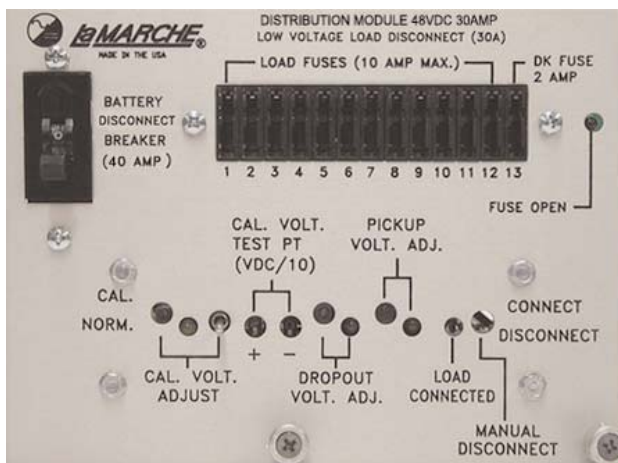 DISTRIBUTION MODULE 48VDC 30AMP
LaMARCHE®
LOW VOLTAGE LOAD DISCONNECT (30A)
MADE IN THE USA
LOAD FUSES (10 AMP MAX.)
DK FUSE
2 AMP
BATTERY
DISCONNECT
BREAKER
(40 AMP)
1 2 3 4 5 6 7 8 9 10 11 12 13
FUSE OPEN
CAL. VOLT.
TEST PT
(VDC/10)
PICKUP
VOLT. ADJ.
CAL.
NORM.
CONNECT
DISCONNECT
+ −
CAL. VOLT.
ADJUST
DROPOUT
VOLT. ADJ.
LOAD
CONNECTED
MANUAL
DISCONNECT